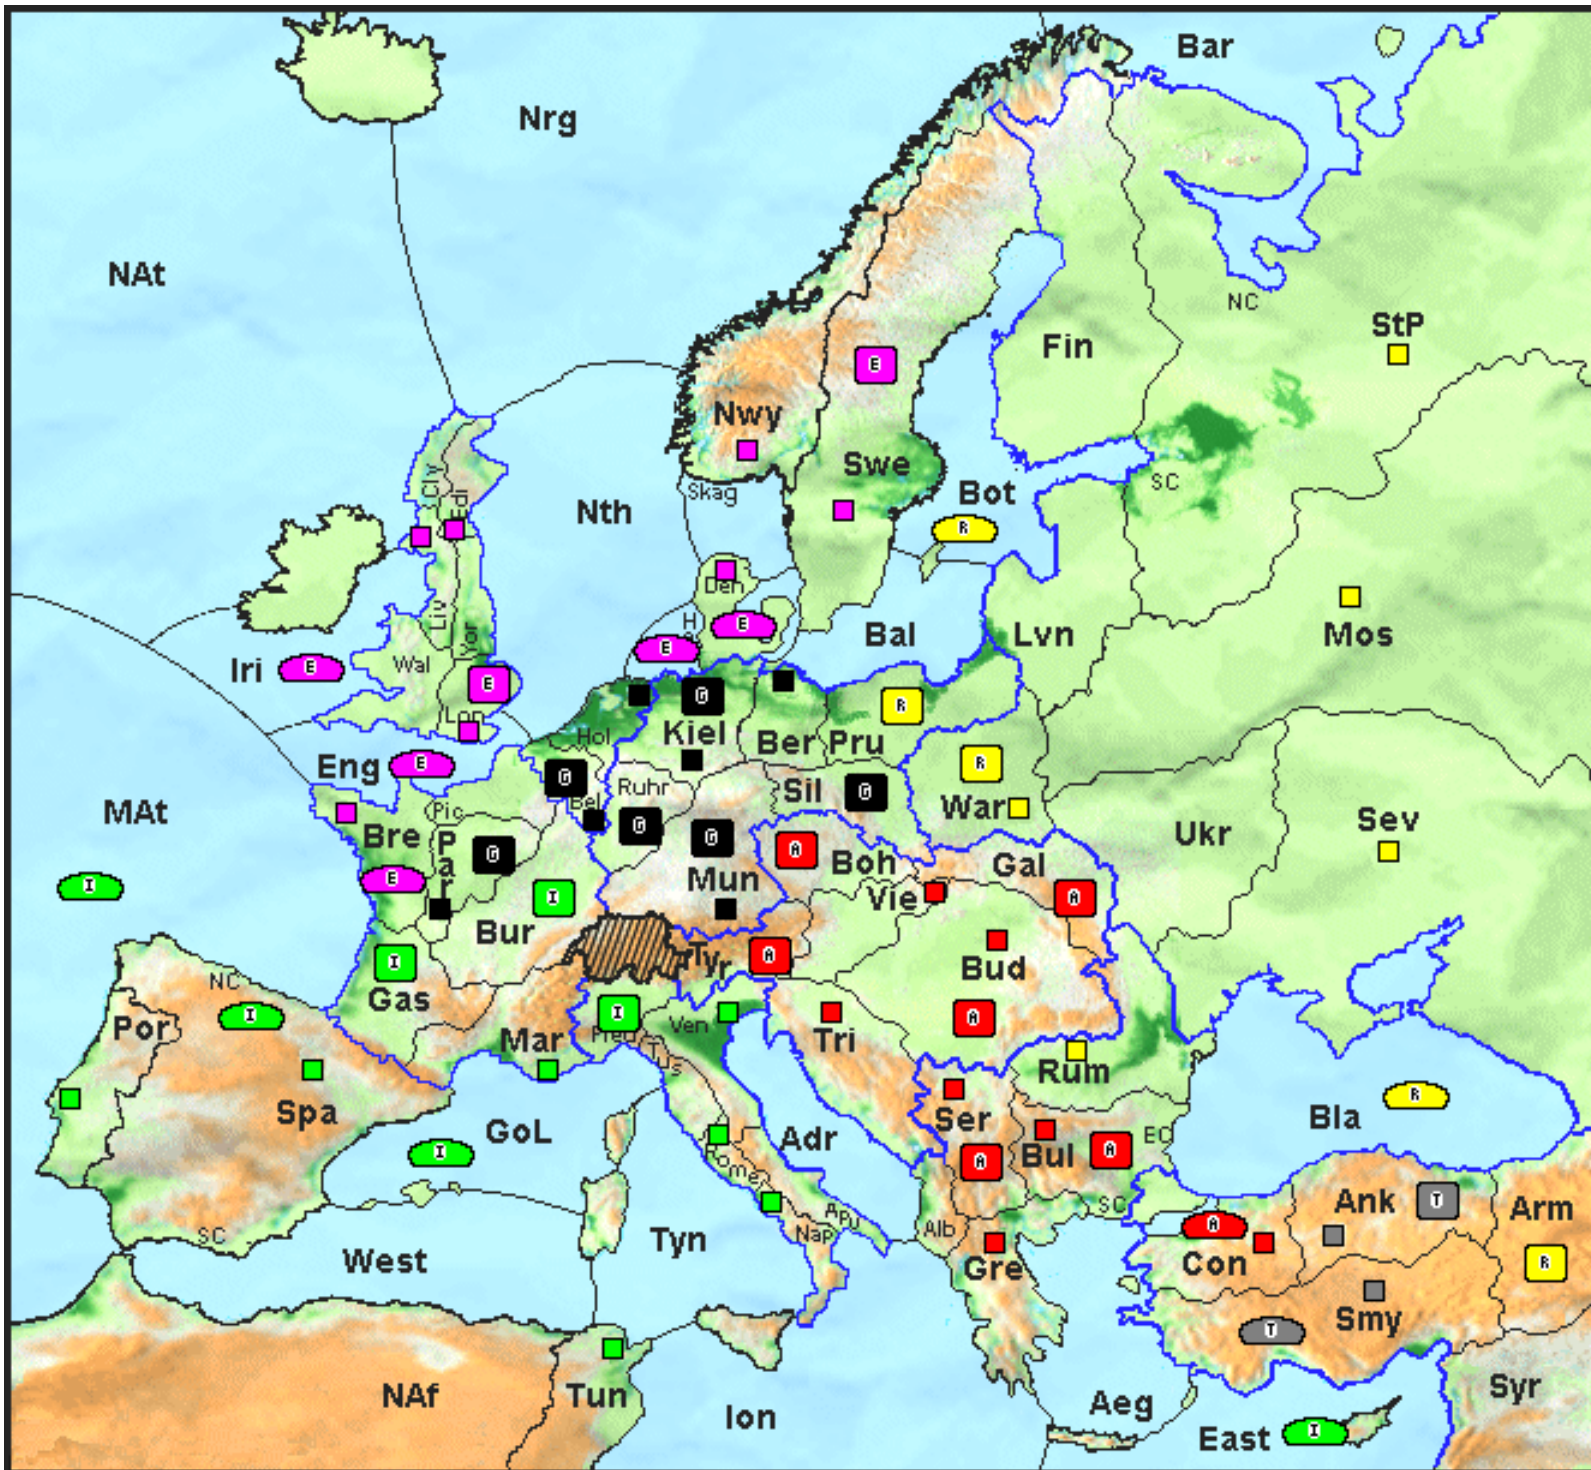 Bar
Nrg
NAt
NC
StP
Fin
Nwy
E
Swe
SC
Skag
Bot
R
Cly
Edi
Nth
Den
E
E
Bal
Lvn
Mos
Iri
E
Liv
Yor
Wal
E
Lon
Hol
Kiel
G
Ber
Pru
R
Eng
E
G
Bel
Ruhr
Sil
G
R
War
MAt
Pic
Bre
Par
G
G
G
A
Boh
Gal
Ukr
Sev
I
E
I
Bur
Mun
Vie
A
I
Gas
Tyr
A
Bud
NC
I
Por
I
Pied
Ven
Mar
Tus
Tri
A
Rum
Spa
GoL
I
Rome
Adr
Ser
A
Bul
A
EC
Bla
R
SC
West
Tyn
Apu
Nap
Alb
Gre
SC
A
Con
Ank
T
Arm
R
T
Smy
NAf
Tun
Ion
Aeg
East
I
Syr